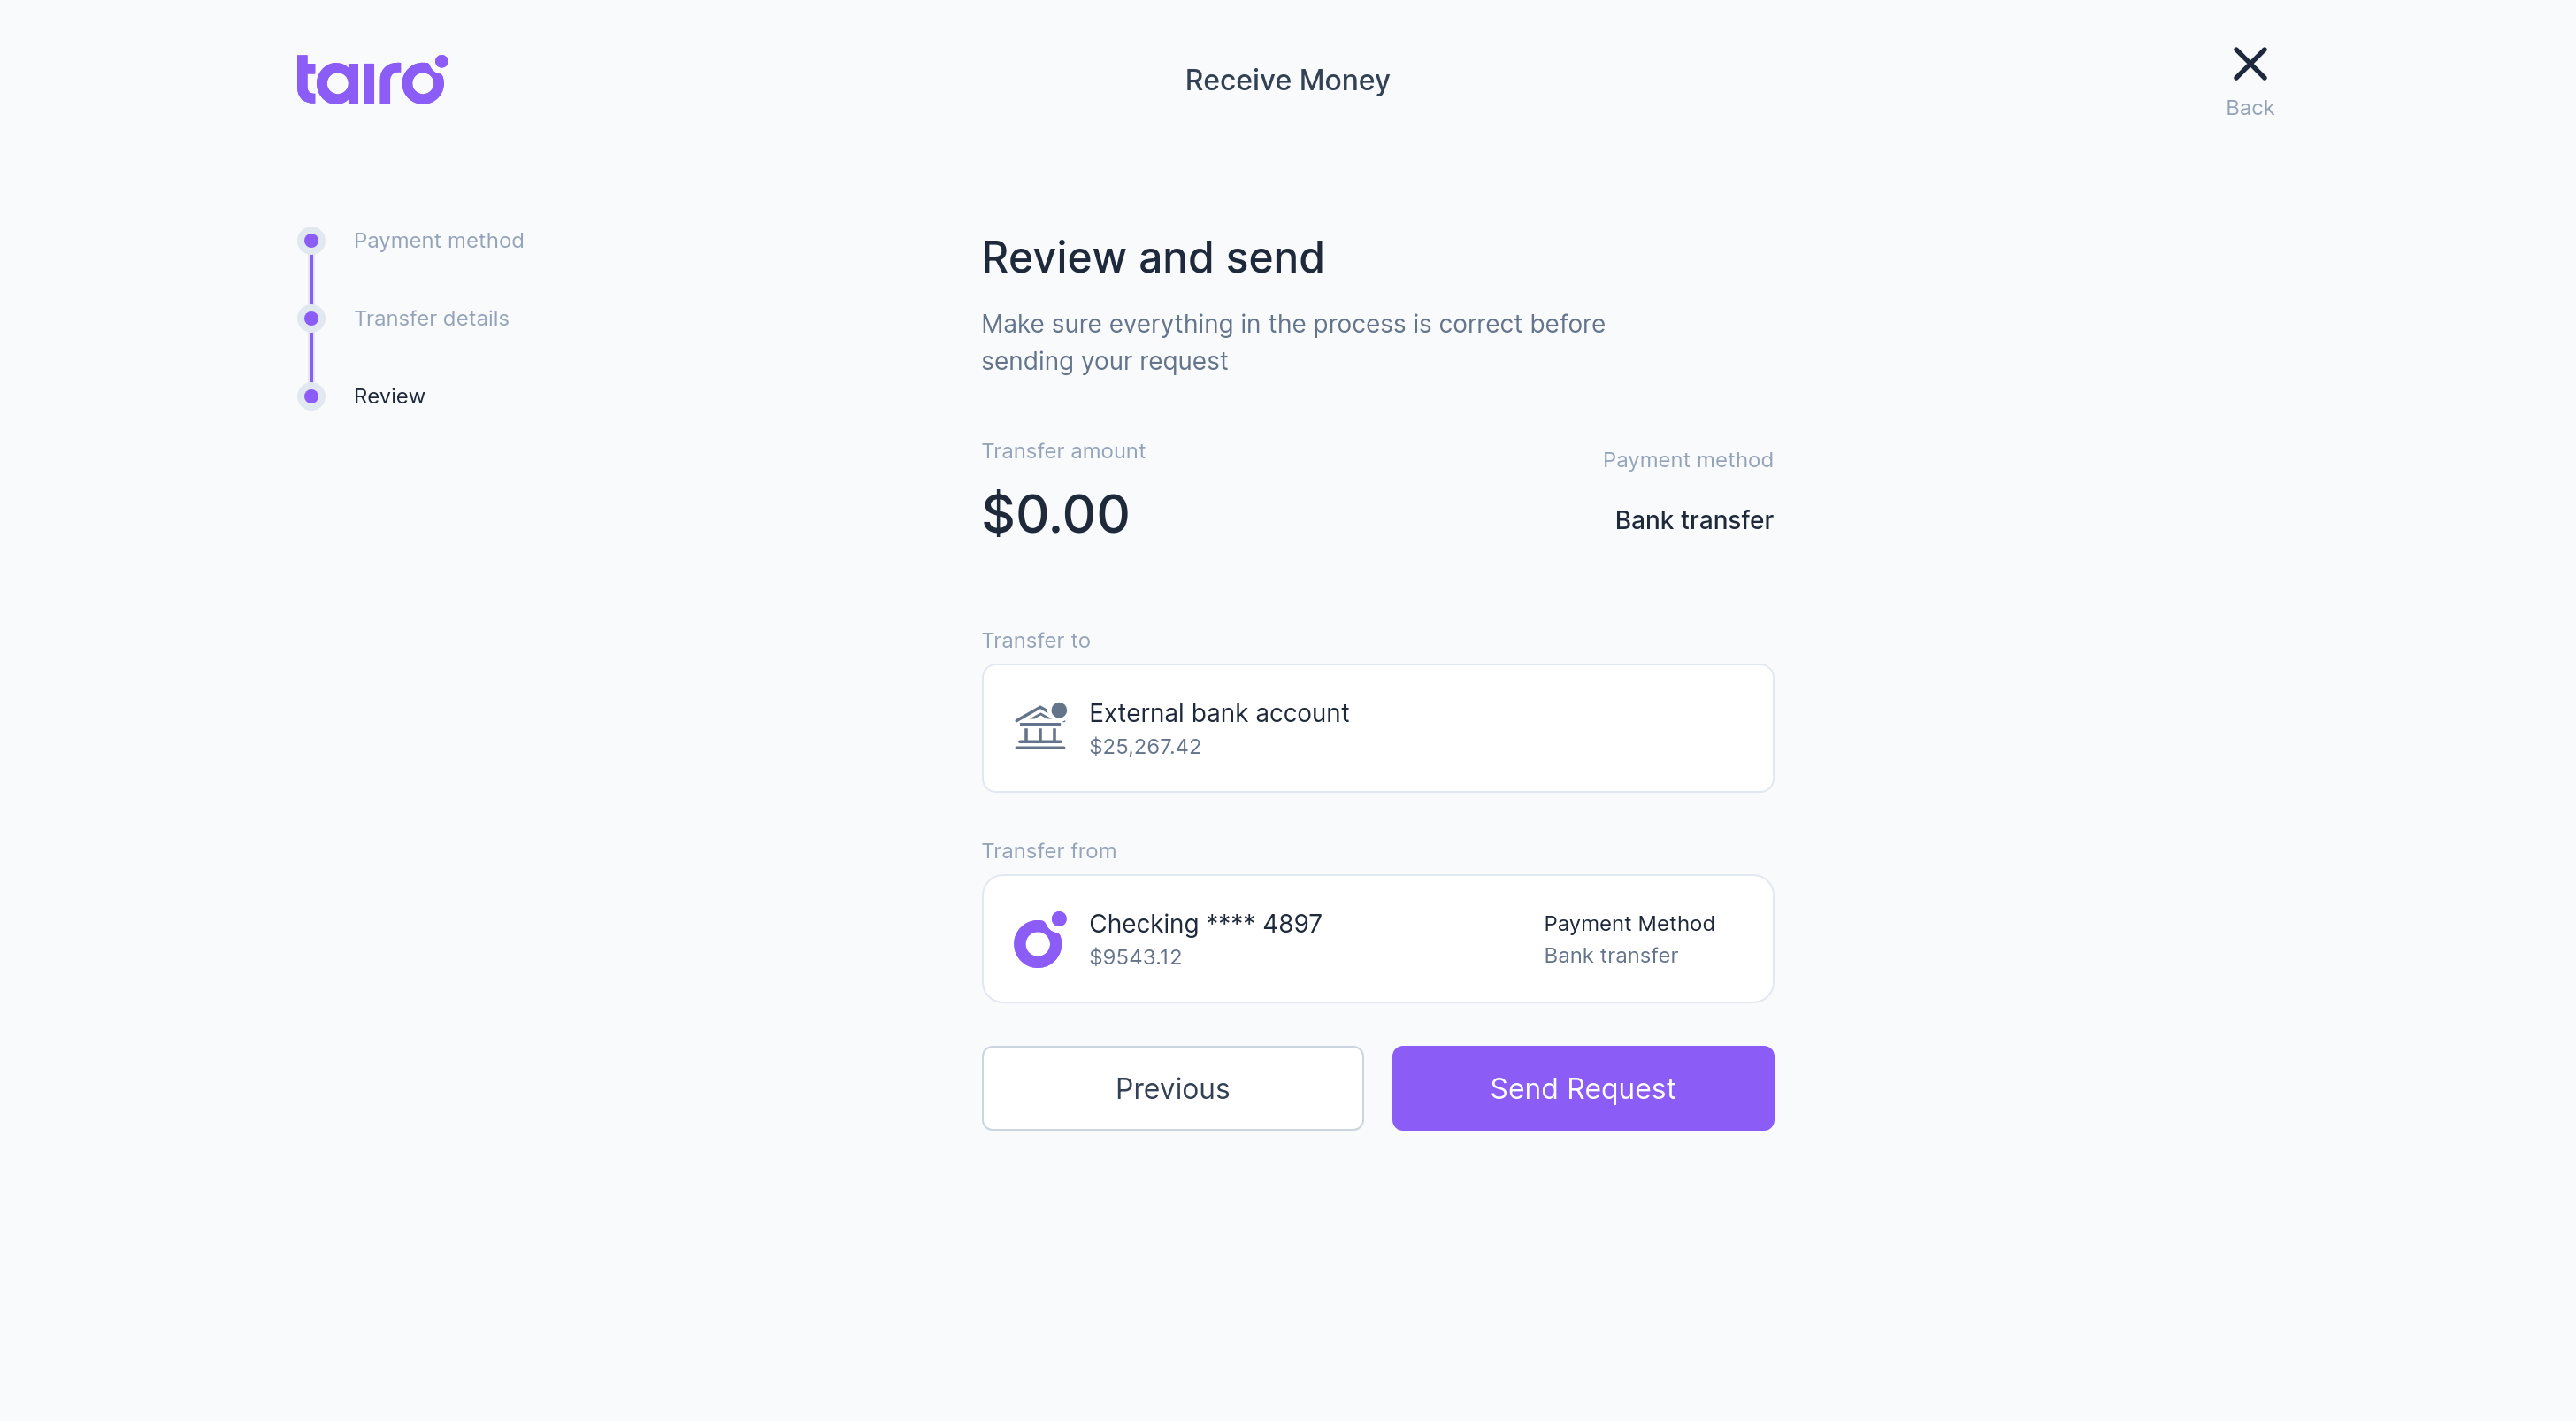 tairo
Receive Money
Back
Payment method
Transfer details
Review
Review and send
Make sure everything in the process is correct before
sending your request
Transfer amount
$0.00
Payment method
Bank transfer
Transfer to
External bank account
$25,267.42
Transfer from
Checking **** 4897
$9543.12
Payment Method
Bank transfer
Previous
Send Request